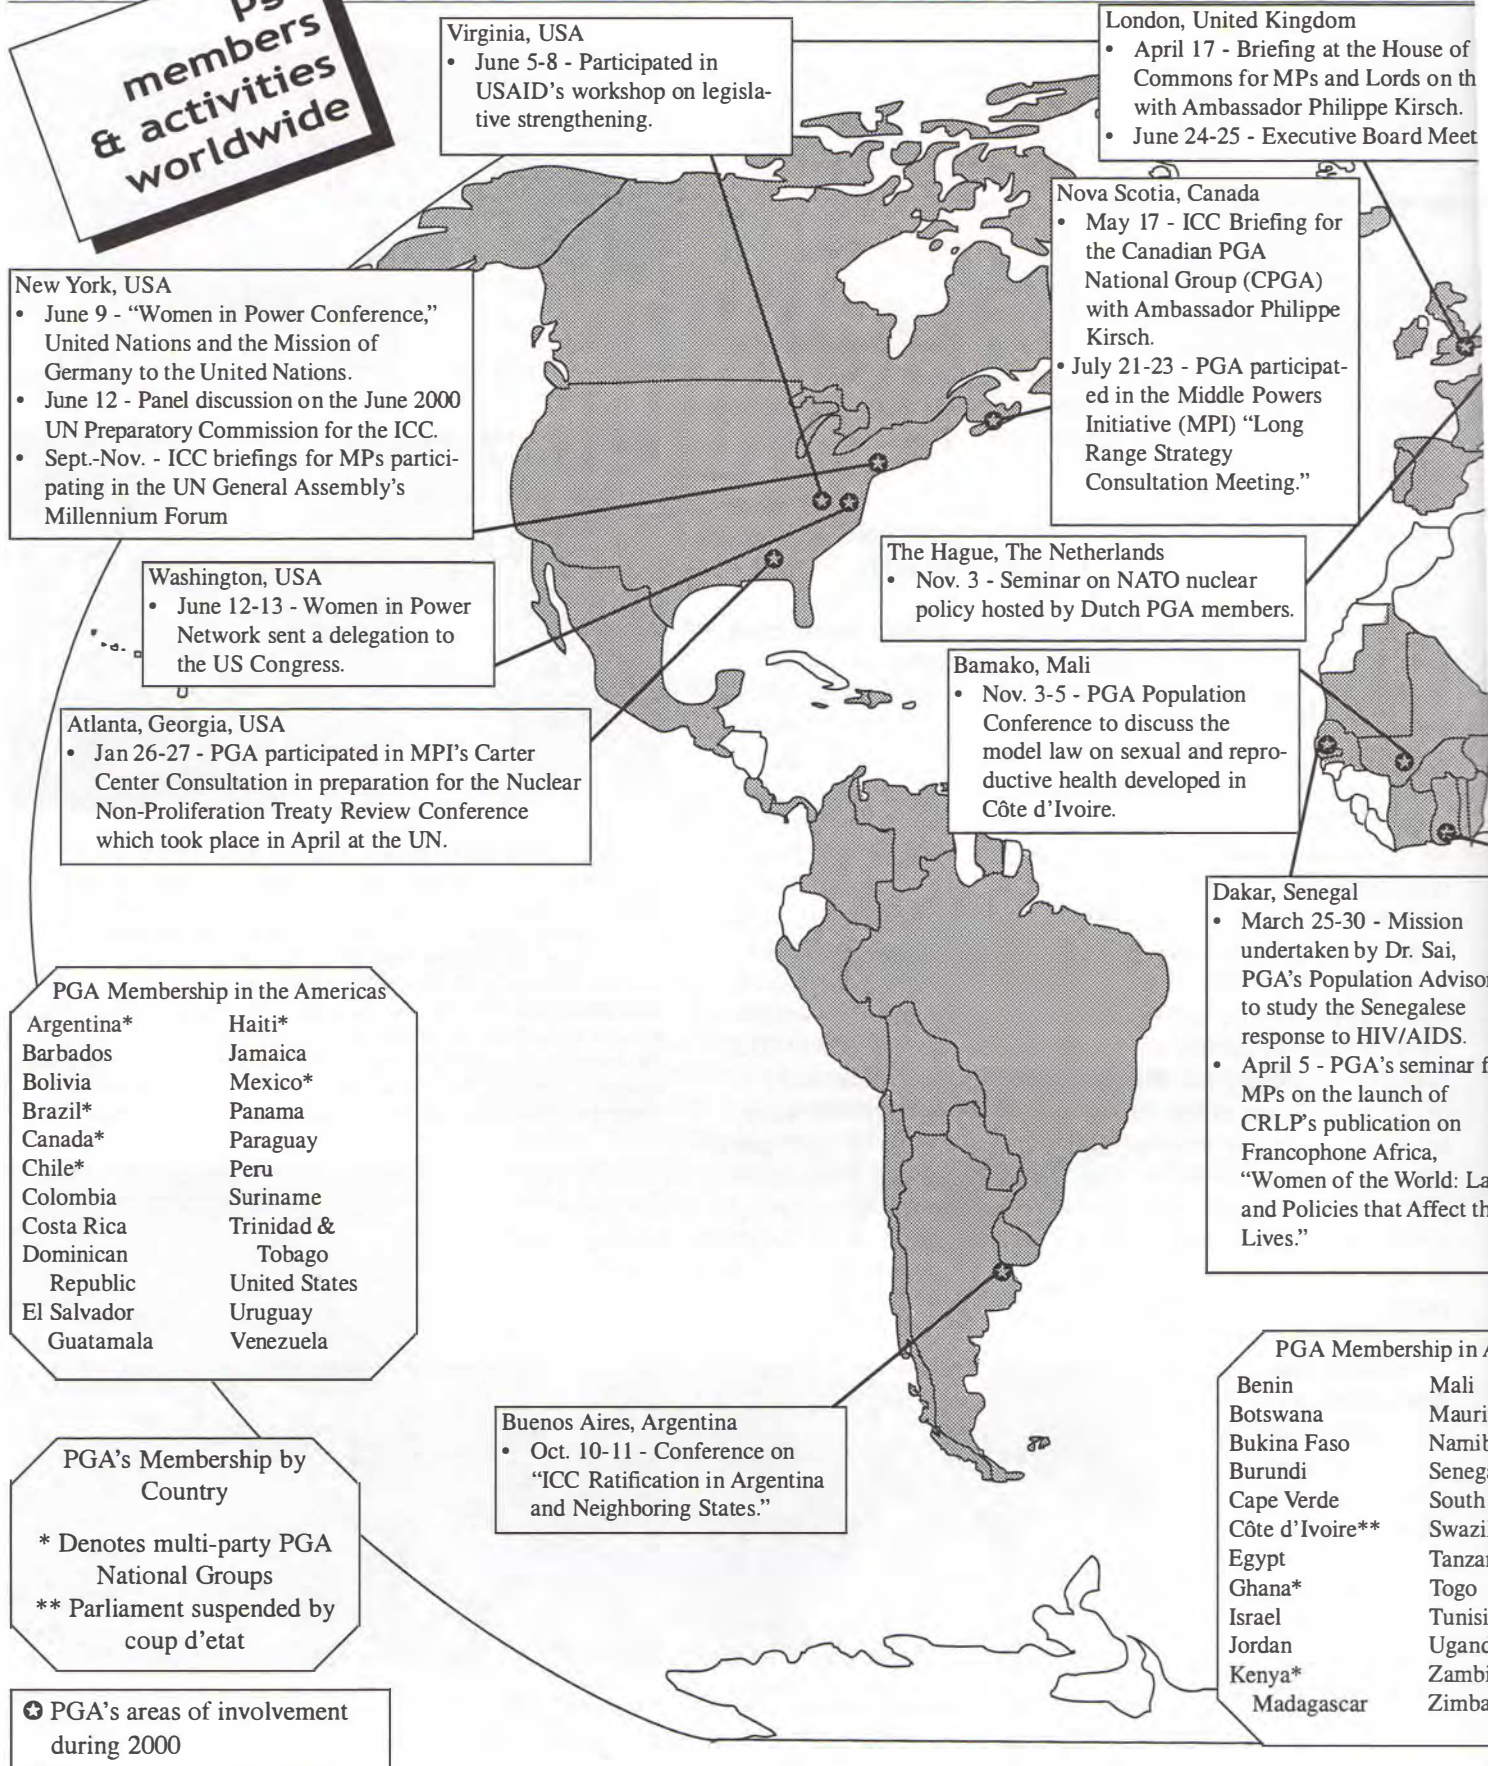 members
& activities
worldwide
Virginia, USA
• June 5-8 - Participated in
USAID's workshop on legisla-
tive strengthening.
London, United Kingdom
• April 17 - Briefing at the House of
Commons for MPs and Lords on
with Ambassador Philippe Kirsch.
• June 24-25 - Executive Board
Nova Scotia, Canada
• May 17 - ICC Briefing for
the Canadian PGA
National Group (CPGA)
with Ambassador Philippe
Kirsch.
• July 21-23 - PGA participat-
ed in the Middle Powers
Initiative (MPI) “Long
Range Strategy
Consultation Meeting.”
New York, USA
• June 9 - “Women in Power Conference,”
United Nations and the Mission of
Germany to the United Nations.
• June 12 - Panel discussion on the June 2000
UN Preparatory Commission for the ICC.
• Sept.-Nov. - ICC briefings for MPs partici-
pating in the UN General Assembly's
Millennium Forum
The Hague, The Netherlands
• Nov. 3 - Seminar on NATO nuclear
policy hosted by Dutch PGA members.
Washington, USA
• June 12-13 - Women in Power
Network sent a delegation to
the US Congress.
Bamako, Mali
• Nov. 3-5 - PGA Population
Conference to discuss the
model law on sexual and repro-
ductive health developed in
Côte d'Ivoire.
Atlanta, Georgia, USA
• Jan 26-27 - PGA participated in MPI's Carter
Center Consultation in preparation for the Nuclear
Non-Proliferation Treaty Review Conference
which took place in April at the UN.
Dakar, Senegal
• March 25-30 - Mission
undertaken by Dr. Sai,
PGA's Population
to study the Senegalese
response to HIV/AIDS.
• April 5 - PGA's seminar
MPs on the launch of
CRLP's publication on
Francophone Africa,
“Women of the World:
and Policies that Affect
Lives.”
PGA Membership in the Americas
Argentina*
Barbados
Bolivia
Brazil*
Canada*
Chile*
Colombia
Costa Rica
Dominican
Republic
El Salvador
Guatamala
Haiti*
Jamaica
Mexico*
Panama
Paraguay
Peru
Suriname
Trinidad &
Tobago
United States
Uruguay
Venezuela
PGA's Membership by
Country
* Denotes multi-party PGA
National Groups
** Parliament suspended by
coup d'etat
✪ PGA's areas of involvement
during 2000
Buenos Aires, Argentina
• Oct. 10-11 - Conference on
“ICC Ratification in Argentina
and Neighboring States.”
PGA Membership in
Benin
Botswana
Bukina Faso
Burundi
Cape Verde
Côte d'Ivoire**
Egypt
Ghana*
Israel
Jordan
Kenya*
Madagascar
Mali
South
Togo